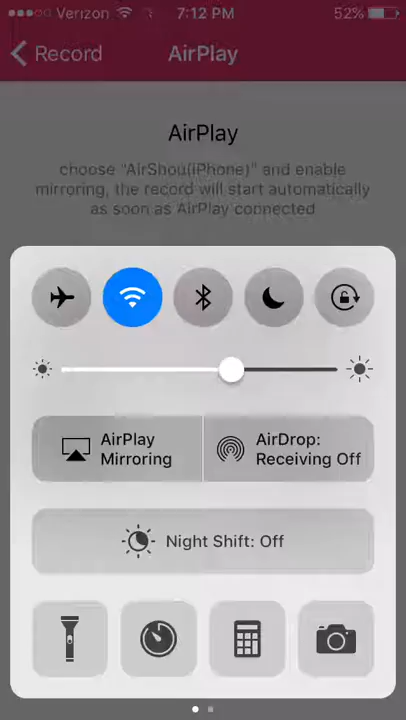 Verizon 7:12 PM 52%
Record AirPlay
AirPlay
choose "AirShou(iPhone)" and enable
mirroring, the record will start automatically
as soon as AirPlay connected
AirPlay
Mirroring
AirDrop:
Receiving Off
Night Shift: Off